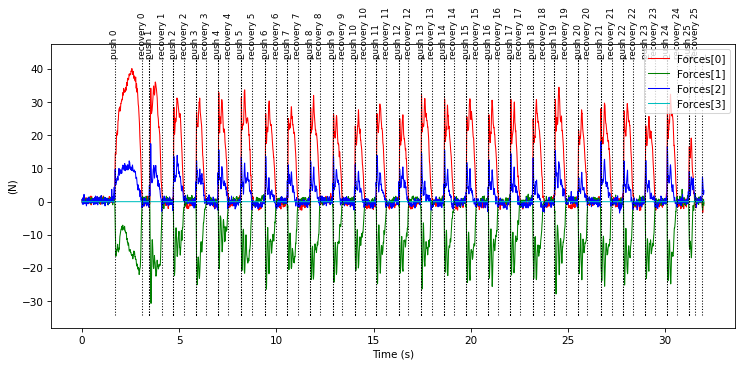 push 0
recovery 0
push 1
recovery 1
push 2
recovery 2
push 3
recovery 3
push 4
recovery 4
push 5
recovery 5
push 6
recovery 6
push 7
recovery 7
push 8
recovery 8
push 9
recovery 9
push 10
recovery 10
push 11
recovery 11
push 12
recovery 12
push 13
recovery 13
push 14
recovery 14
push 15
recovery 15
push 16
recovery 16
push 17
recovery 17
push 18
recovery 18
push 19
recovery 19
push 20
recovery 20
push 21
recovery 21
push 22
recovery 22
push 23
recovery 23
push 24
recovery 24
push 25
recovery 25
Forces[0]
Forces[1]
Forces[2]
Forces[3]
40
30
20
10
0
−10
−20
−30
(N)
0
5
10
15
20
25
30
Time (s)